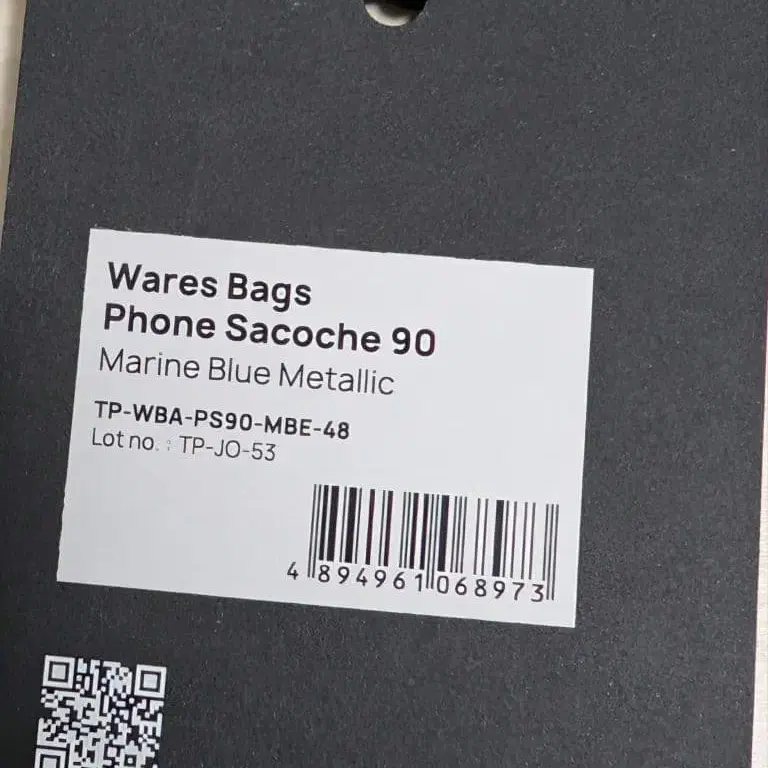 Wares Bags
Phone Sacoche 90
Marine Blue Metallic
TP-WBA-PS90-MBE-48
Lot no. : TP-JO-53
4 894961 068973